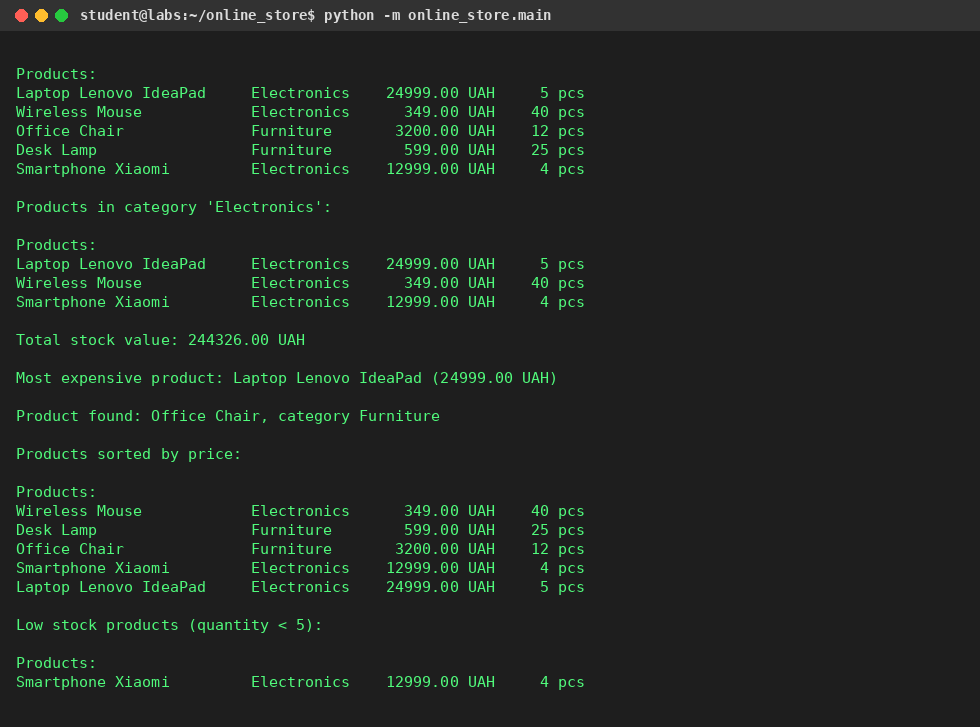 student@labs:~/online_store$ python -m online_store.main
Products:
Laptop Lenovo IdeaPad     Electronics    24999.00 UAH     5 pcs
Wireless Mouse            Electronics      349.00 UAH    40 pcs
Office Chair              Furniture       3200.00 UAH    12 pcs
Desk Lamp                 Furniture        599.00 UAH    25 pcs
Smartphone Xiaomi         Electronics    12999.00 UAH     4 pcs
Products in category 'Electronics':
Products:
Laptop Lenovo IdeaPad     Electronics    24999.00 UAH     5 pcs
Wireless Mouse            Electronics      349.00 UAH    40 pcs
Smartphone Xiaomi         Electronics    12999.00 UAH     4 pcs
Total stock value: 244326.00 UAH
Most expensive product: Laptop Lenovo IdeaPad (24999.00 UAH)
Product found: Office Chair, category Furniture
Products sorted by price:
Products:
Wireless Mouse            Electronics      349.00 UAH    40 pcs
Desk Lamp                 Furniture        599.00 UAH    25 pcs
Office Chair              Furniture       3200.00 UAH    12 pcs
Smartphone Xiaomi         Electronics    12999.00 UAH     4 pcs
Laptop Lenovo IdeaPad     Electronics    24999.00 UAH     5 pcs
Low stock products (quantity < 5):
Products:
Smartphone Xiaomi         Electronics    12999.00 UAH     4 pcs